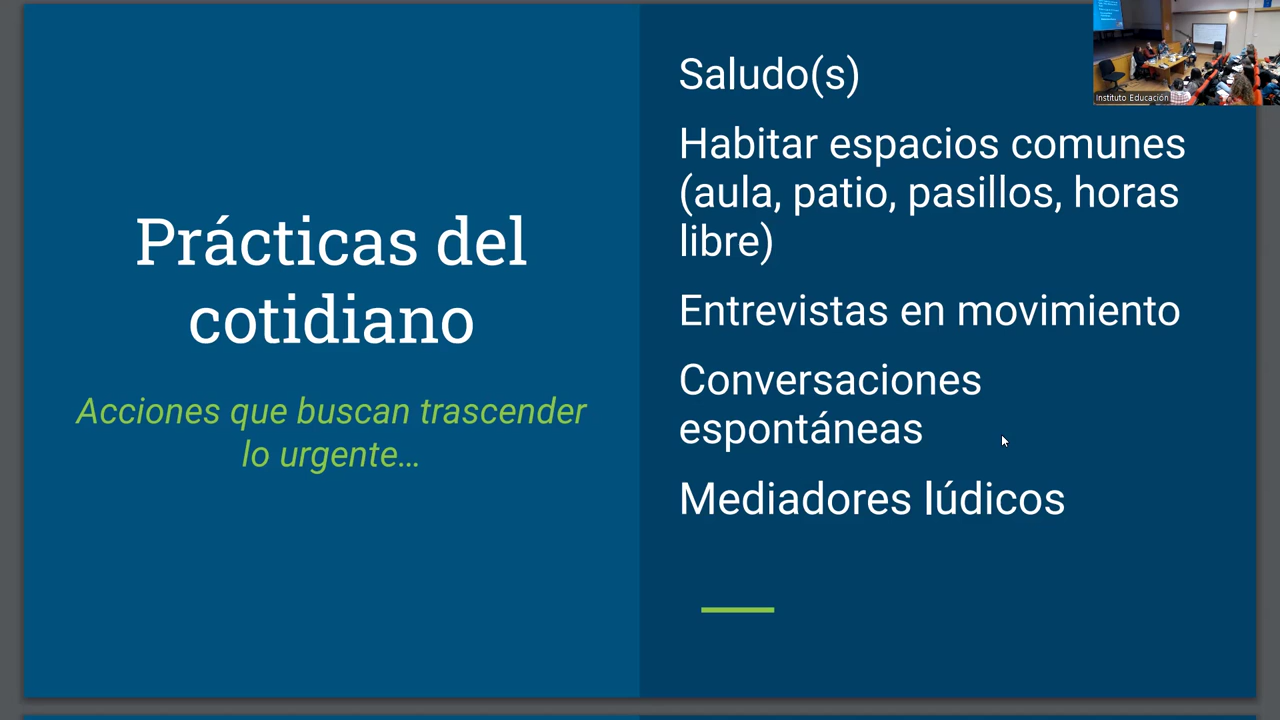 Prácticas del
cotidiano
Acciones que buscan trascender
lo urgente…
Saludo(s)
Habitar espacios comunes
(aula, patio, pasillos, horas
libre)
Entrevistas en movimiento
Conversaciones
espontáneas
Mediadores lúdicos
Instituto Educación